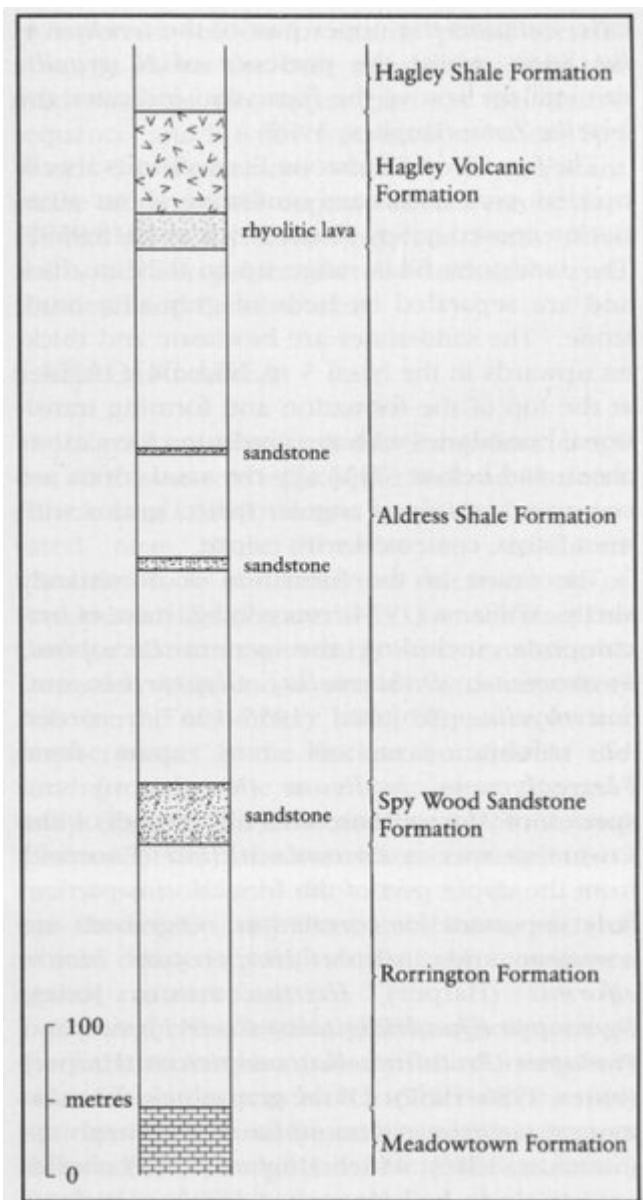 Hagley Shale Formation
Hagley Volcanic
Formation
rhyolitic lava
sandstone
Aldress Shale Formation
sandstone
Spy Wood Sandstone
Formation
sandstone
Rorrington Formation
100
metres
Meadowtown Formation
0